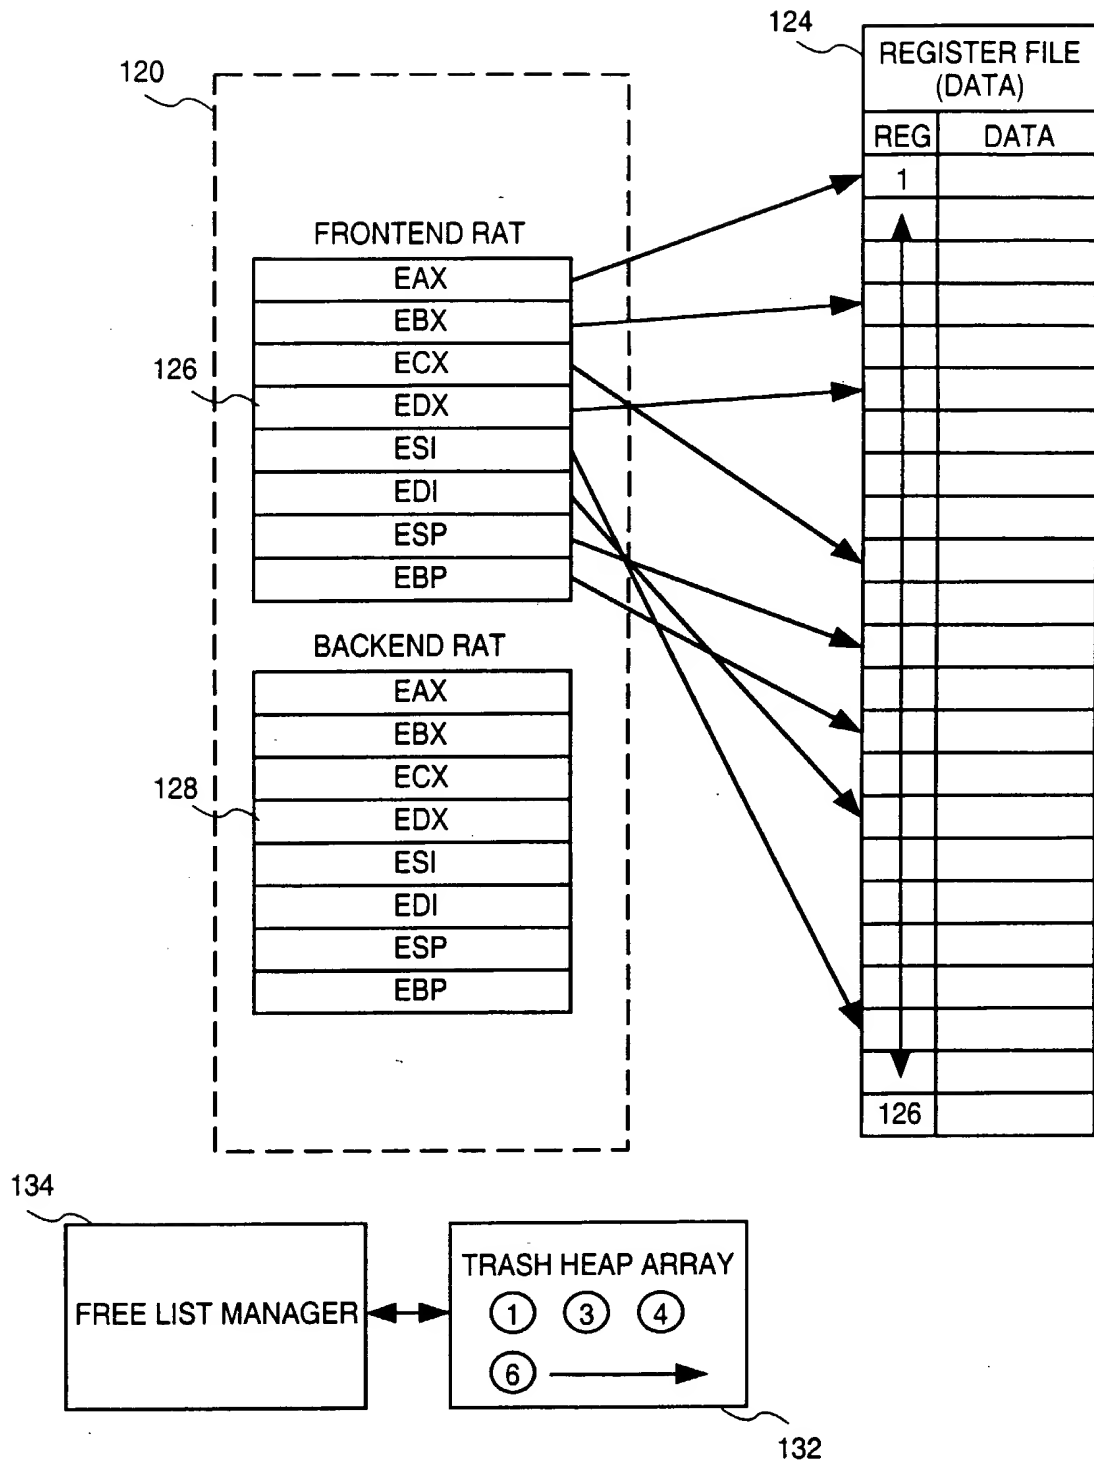 124
REGISTER FILE
(DATA)
REG DATA
1
126
120
FRONTEND RAT
EAX
EBX
ECX
126
EDX
ESI
EDI
ESP
EBP
BACKEND RAT
EAX
EBX
ECX
128
EDX
ESI
EDI
ESP
EBP
134
FREE LIST MANAGER
TRASH HEAP ARRAY
1 3 4
6
132